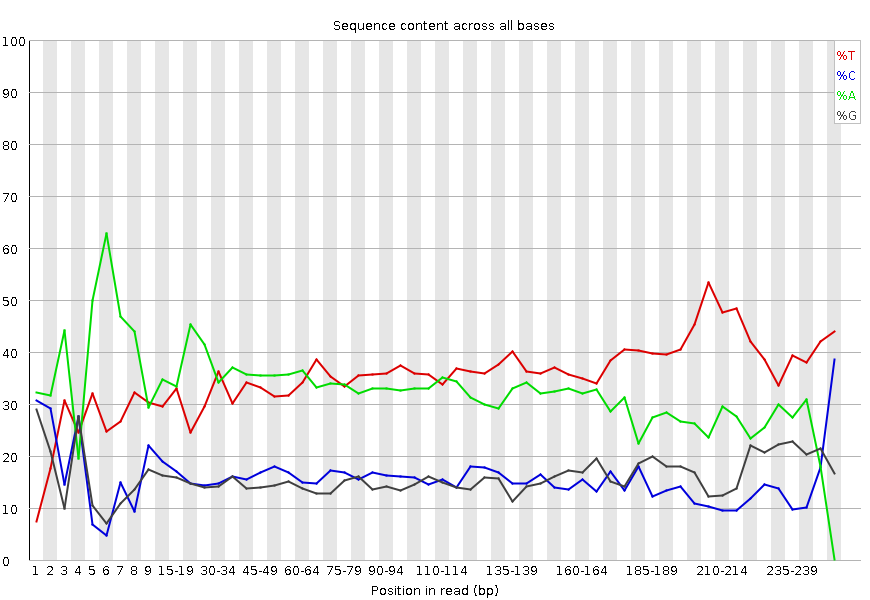 Sequence content across all bases
100
90
80
70
60
50
40
30
20
10
0
%T
%C
%A
%G
1 2 3 4 5 6 7 8 9 15-19 30-34 45-49 60-64 75-79 90-94 110-114 135-139 160-164 185-189 210-214 235-239
Position in read (bp)